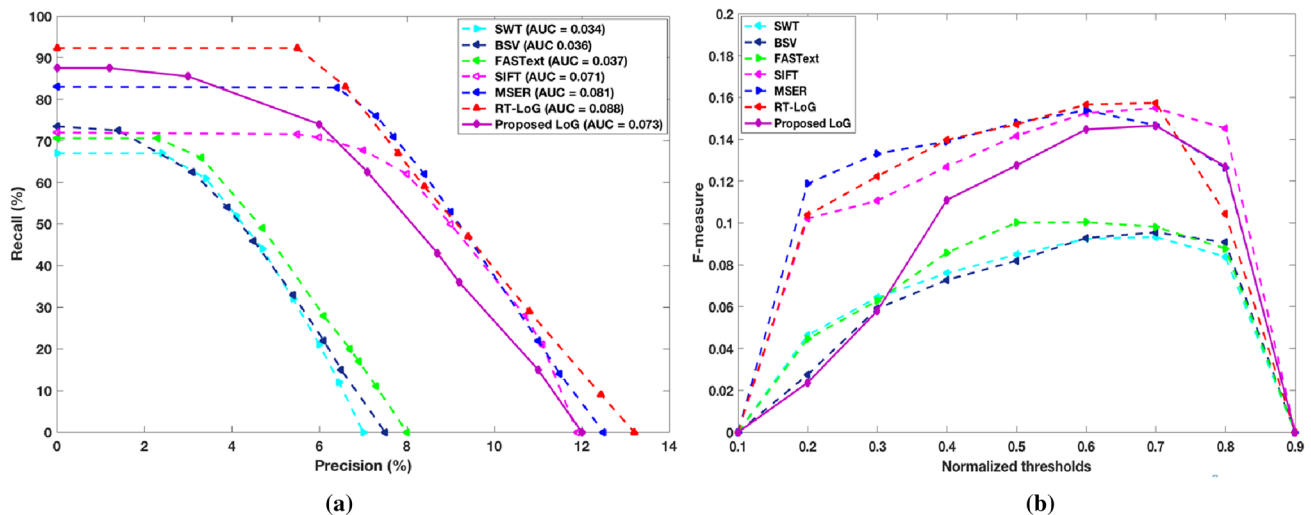 100
90
80
70
60
50
40
30
20
10
0
Recall (%)
0 2 4 6 8 10 12 14
Precision (%)
SWT (AUC = 0.034)
BSV (AUC 0.036)
FASText (AUC = 0.037)
SIFT (AUC = 0.071)
MSER (AUC = 0.081)
RT-LoG (AUC = 0.088)
Proposed LoG (AUC = 0.073)
(a)
0.2
0.18
0.16
0.14
0.12
0.1
0.08
0.06
0.04
0.02
0
F-measure
0.1 0.2 0.3 0.4 0.5 0.6 0.7 0.8 0.9
Normalized thresholds
SWT
BSV
FASText
SIFT
MSER
RT-LoG
Proposed LoG
(b)